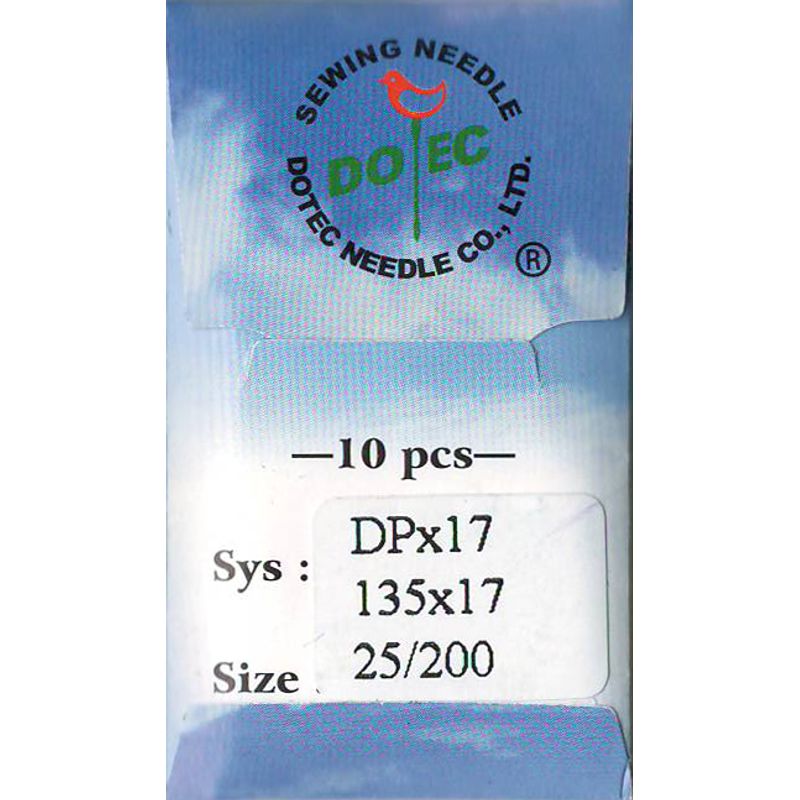 SEWING NEEDLE
DOTEC
DOTEC NEEDLE CO., LTD.
®
—10 pcs—
Sys :
DPx17
135x17
Size
25/200